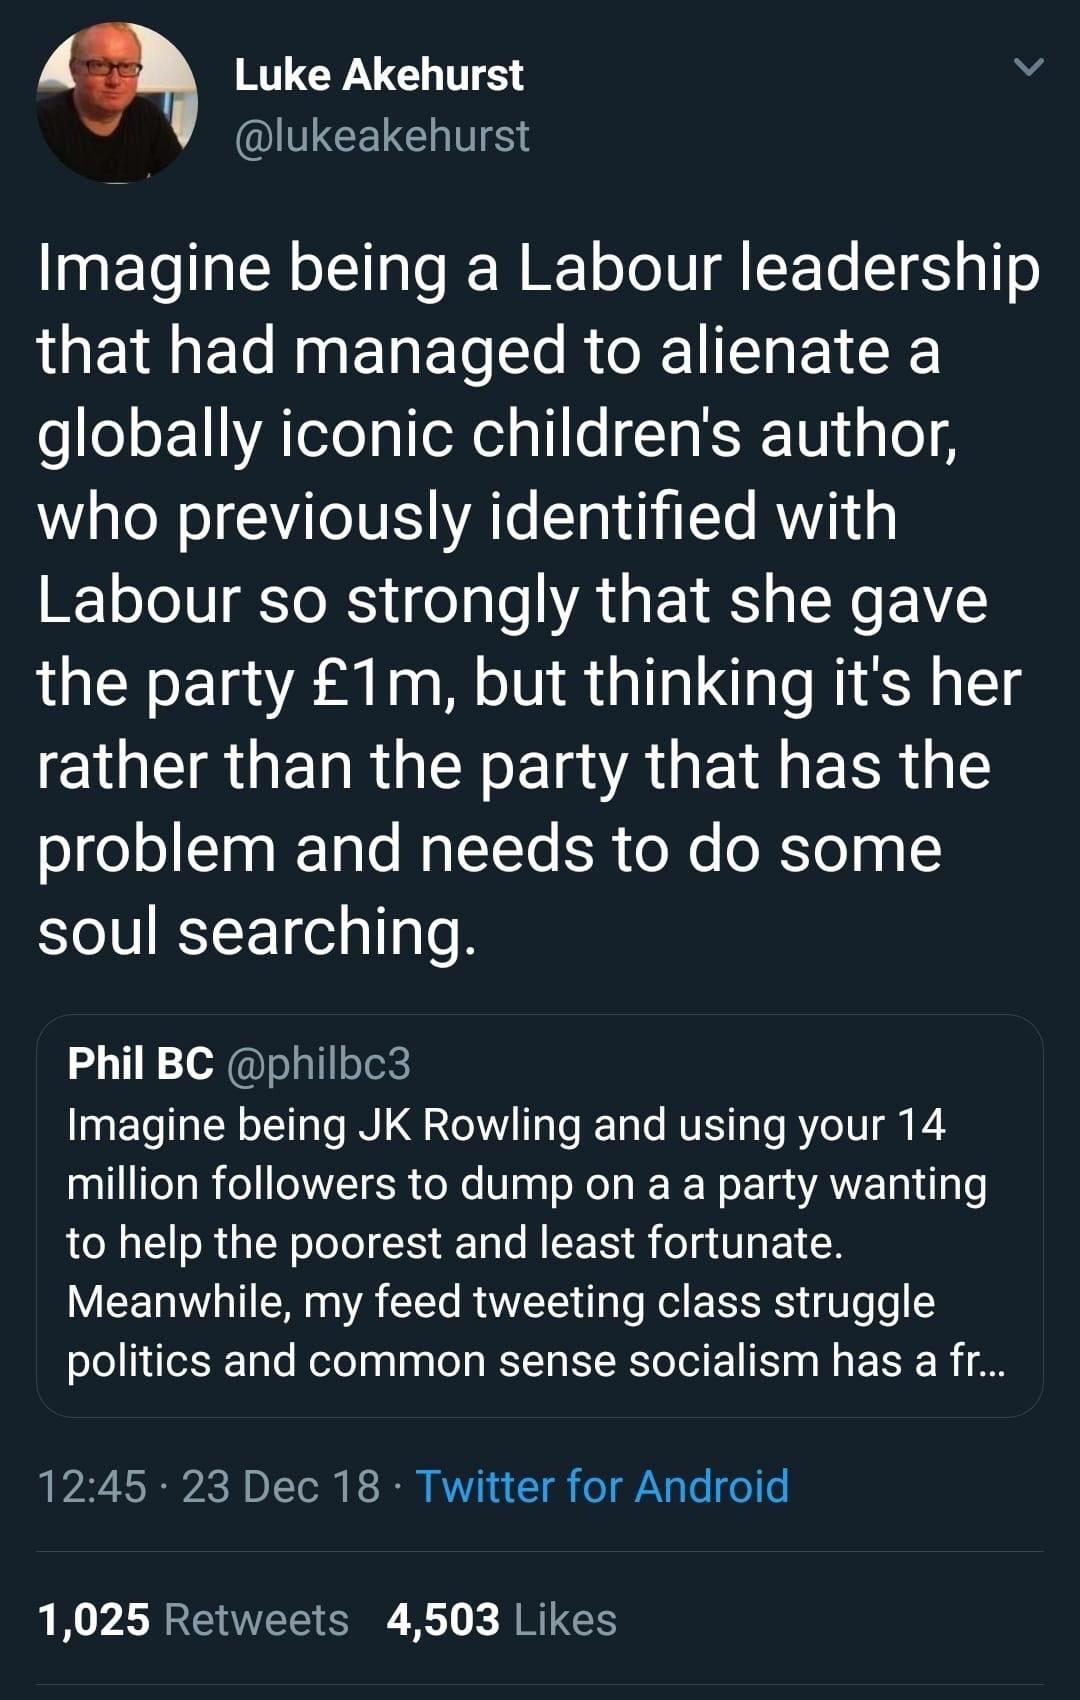 Luke Akehurst
@lukeakehurst
Imagine being a Labour leadership
that had managed to alienate a
globally iconic children's author,
who previously identified with
Labour so strongly that she gave
the party £1m, but thinking it's her
rather than the party that has the
problem and needs to do some
soul searching.
Phil BC @philbc3
Imagine being JK Rowling and using your 14
million followers to dump on a a party wanting
to help the poorest and least fortunate.
Meanwhile, my feed tweeting class struggle
politics and common sense socialism has a fr...
12:45 · 23 Dec 18 · Twitter for Android
1,025 Retweets 4,503 Likes